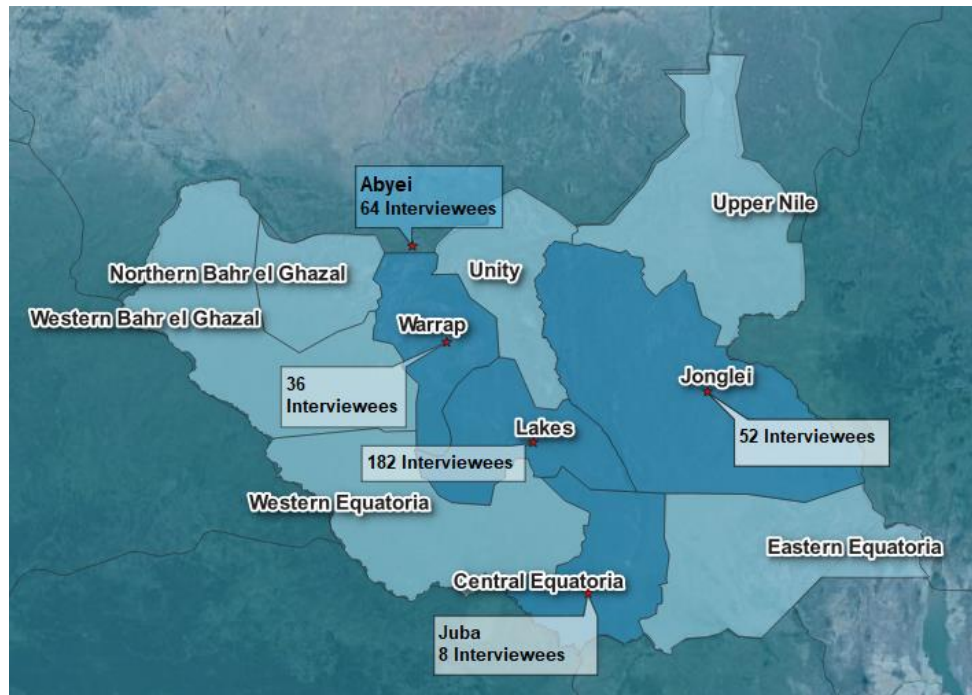 Abyei
64 Interviewees
Upper Nile
Northern Bahr el Ghazal
Unity
Western Bahr el Ghazal
Warrap
36
Interviewees
Jonglei
Lakes
52 Interviewees
182 Interviewees
Western Equatoria
Eastern Equatoria
Central Equatoria
Juba
8 Interviewees